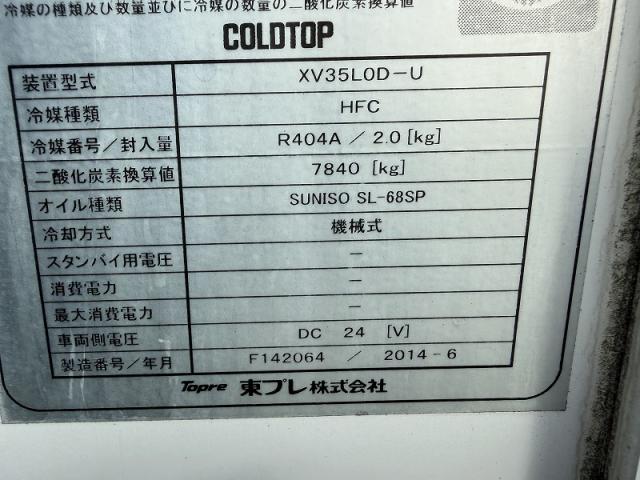 冷媒の種類及び数量並びに冷媒の数量の二酸化炭素換算値
COLDTOP
装置型式 XV35L0D-U
冷媒種類 HFC
冷媒番号/封入量 R404A / 2.0 [kg]
二酸化炭素換算値 7840 [kg]
オイル種類 SUNISO SL-68SP
冷却方式 機械式
スタンバイ用電圧 —
消費電力 —
最大消費電力 —
車両側電圧 DC 24 [V]
製造番号/年月 F142064 / 2014-6
Topre 東プレ株式会社